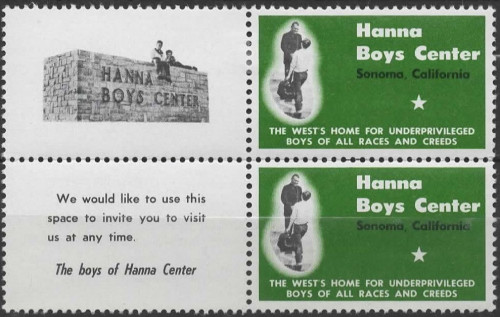 HANNA
BOYS CENTER
Hanna
Boys Center
Sonoma, California
THE WEST'S HOME FOR UNDERPRIVILEGED
BOYS OF ALL RACES AND CREEDS
We would like to use this
space to invite you to visit
us at any time.
The boys of Hanna Center
Hanna
Boys Center
Sonoma, California
THE WEST'S HOME FOR UNDERPRIVILEGED
BOYS OF ALL RACES AND CREEDS